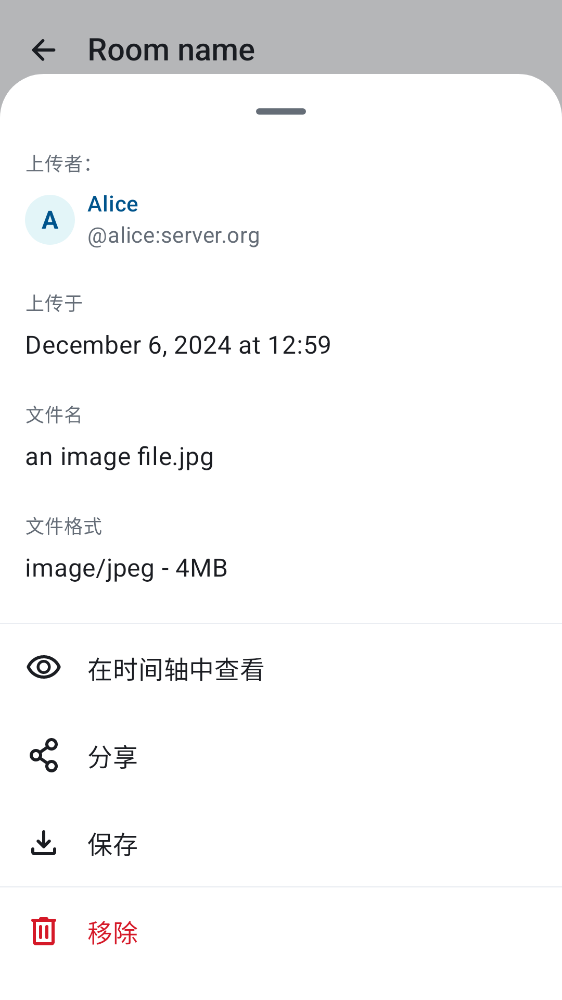 Room name
上传者：
A
Alice
@alice:server.org
上传于
December 6, 2024 at 12:59
文件名
an image file.jpg
文件格式
image/jpeg - 4MB
在时间轴中查看
分享
保存
移除